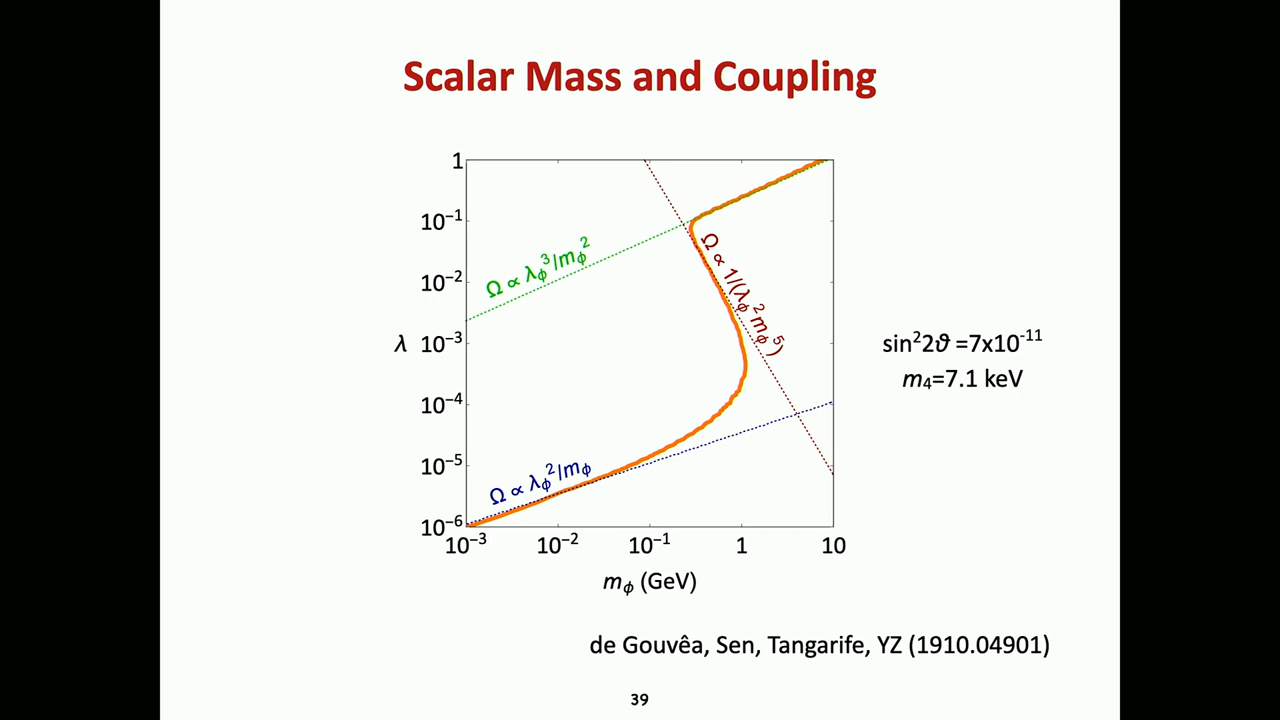 Scalar Mass and Coupling
1
10⁻¹
10⁻²
10⁻³
10⁻⁴
10⁻⁵
10⁻⁶
λ
Ω ∝ λϕ³/mϕ²
Ω ∝ 1/(λϕ²mϕ⁵)
Ω ∝ λϕ²/mϕ
10⁻³ 10⁻² 10⁻¹ 1 10
mϕ (GeV)
sin²2ϑ =7x10⁻¹¹
m₄=7.1 keV
de Gouvêa, Sen, Tangarife, YZ (1910.04901)
39